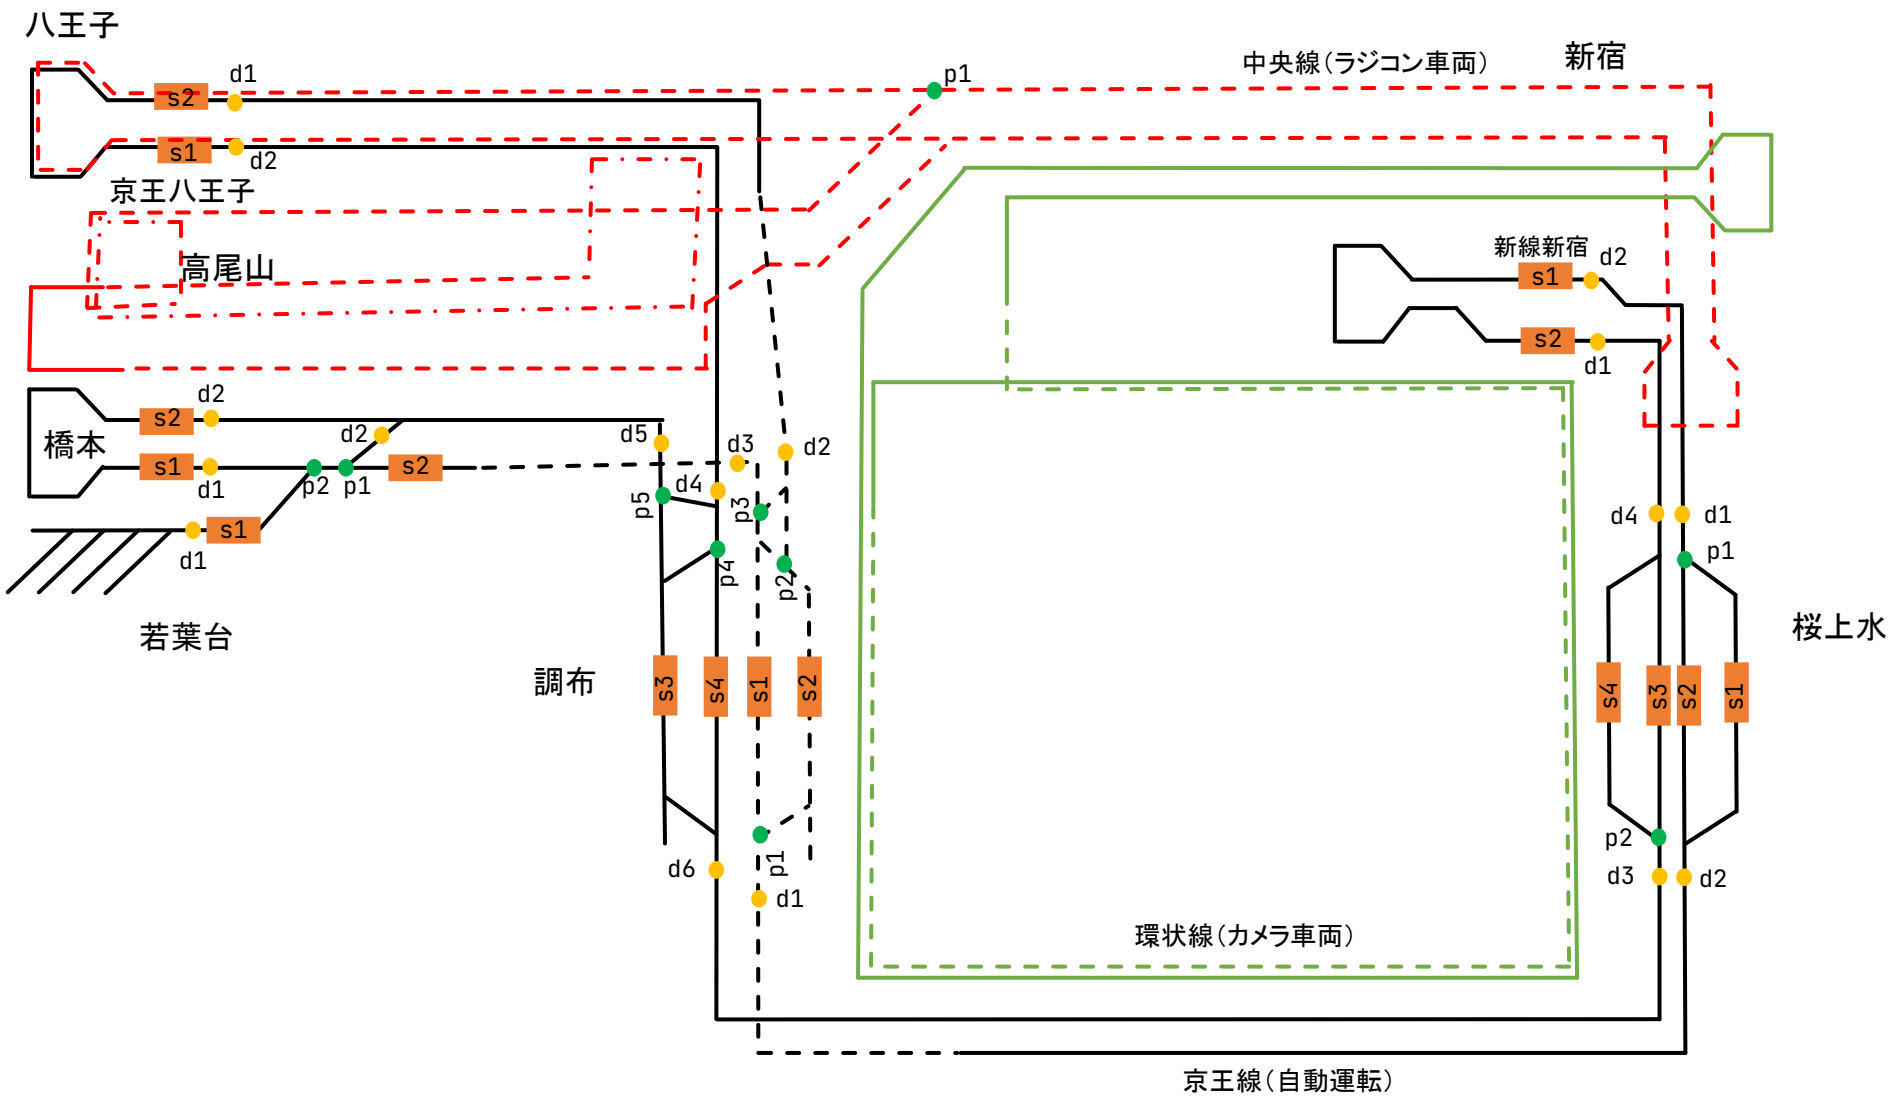 八王子
d1
s2
p1
中央線(ラジコン車両)
新宿
s1
d2
京王八王子
高尾山
新線新宿
d2
s1
s2
d1
d2
s2
橋本
d2
s1
d1
p2
p1
s2
s1
d1
若葉台
d5
d3
d2
d4
p5
p3
p4
p2
調布
s3
s4
s1
s2
p1
d6
d1
d4
d1
p1
桜上水
s4
s3
s2
s1
p2
d3
d2
環状線(カメラ車両)
京王線(自動運転)